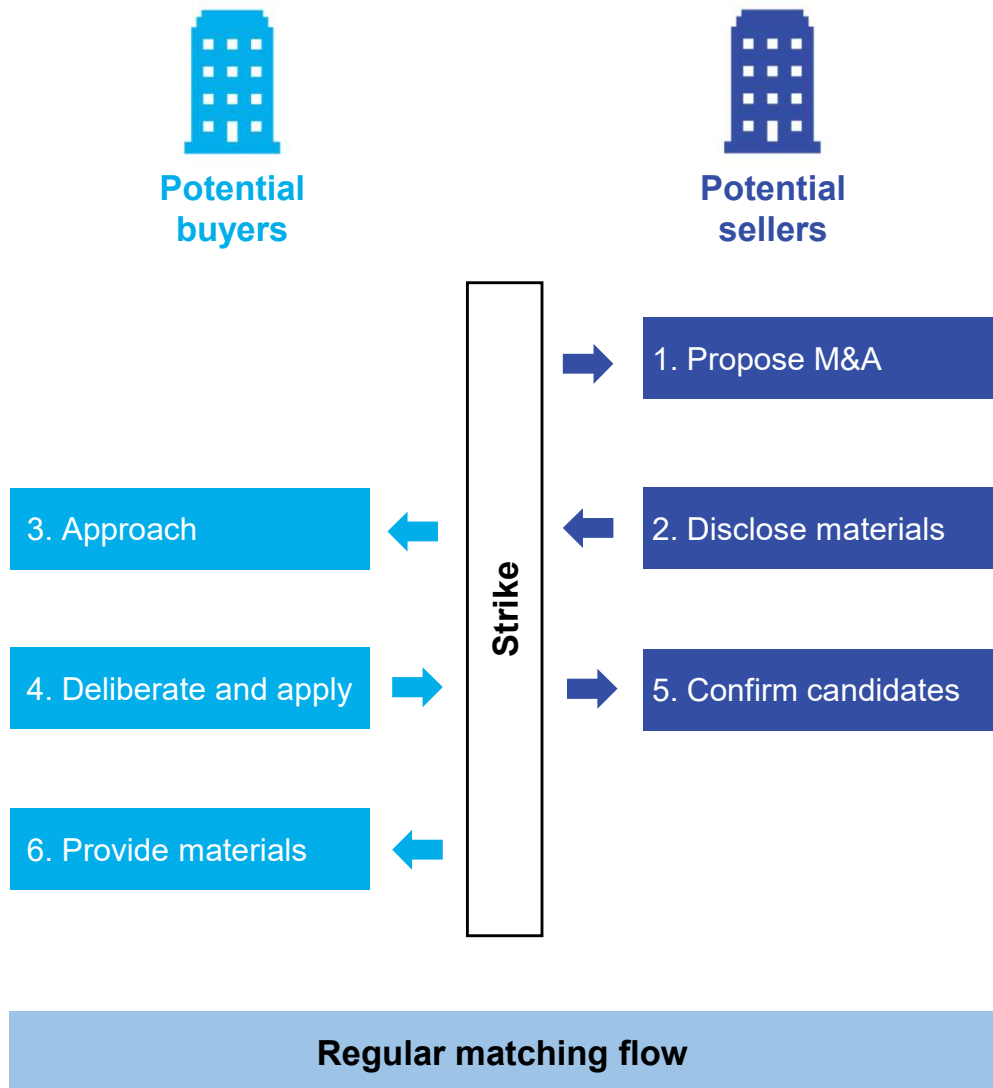 Potential
buyers
Potential
sellers
1. Propose M&A
3. Approach
2. Disclose materials
Strike
4. Deliberate and apply
5. Confirm candidates
6. Provide materials
Regular matching flow